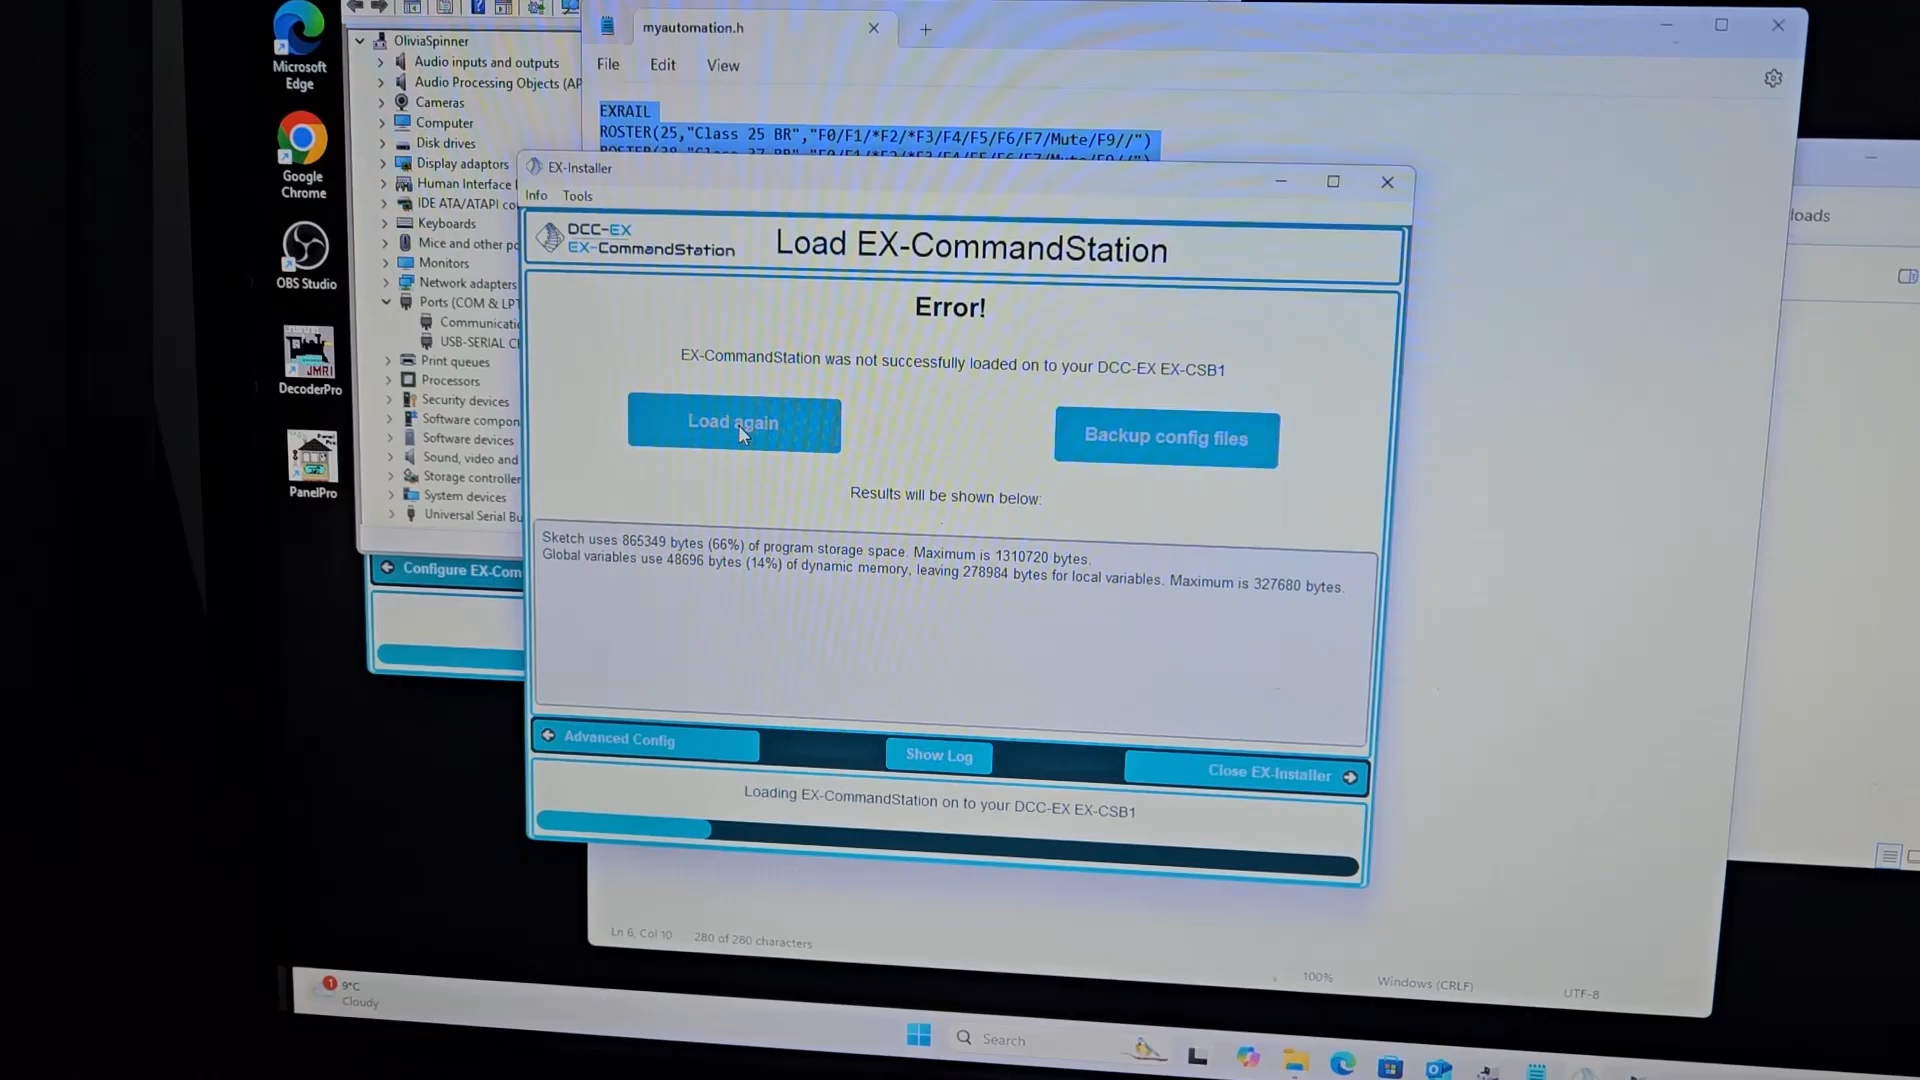 Microsoft
Edge
Google
Chrome
OBS Studio
JMRI
DecoderPro
Panel
Pro
PanelPro
OliviaSpinner
Audio inputs and outputs
Audio Processing Objects (AP
Cameras
Computer
Disk drives
Display adaptors
Human Interface
IDE ATA/ATAPI co
Keyboards
Mice and other po
Monitors
Network adapters
Ports (COM & LPT
Communicatio
USB-SERIAL C
Print queues
Processors
Security devices
Software compon
Software devices
Sound, video and
Storage controller
System devices
Universal Serial Bu
Configure EX-Com
myautomation.h
File Edit View
EXRAIL
ROSTER(25,"Class 25 BR","F0/F1/*F2/*F3/F4/F5/F6/F7/Mute/F9//")
EX-Installer
Info Tools
DCC-EX
EX-CommandStation
Load EX-CommandStation
Error!
EX-CommandStation was not successfully loaded on to your DCC-EX EX-CSB1
Load again
Backup config files
Results will be shown below:
Sketch uses 865349 bytes (66%) of program storage space. Maximum is 1310720 bytes.
Global variables use 48696 bytes (14%) of dynamic memory, leaving 278984 bytes for local variables. Maximum is 327680 bytes.
Advanced Config
Show Log
Close EX-Installer
Loading EX-CommandStation on to your DCC-EX EX-CSB1
loads
Ln 6, Col 10 280 of 280 characters
100% Windows (CRLF) UTF-8
1
9°C
Cloudy
Search